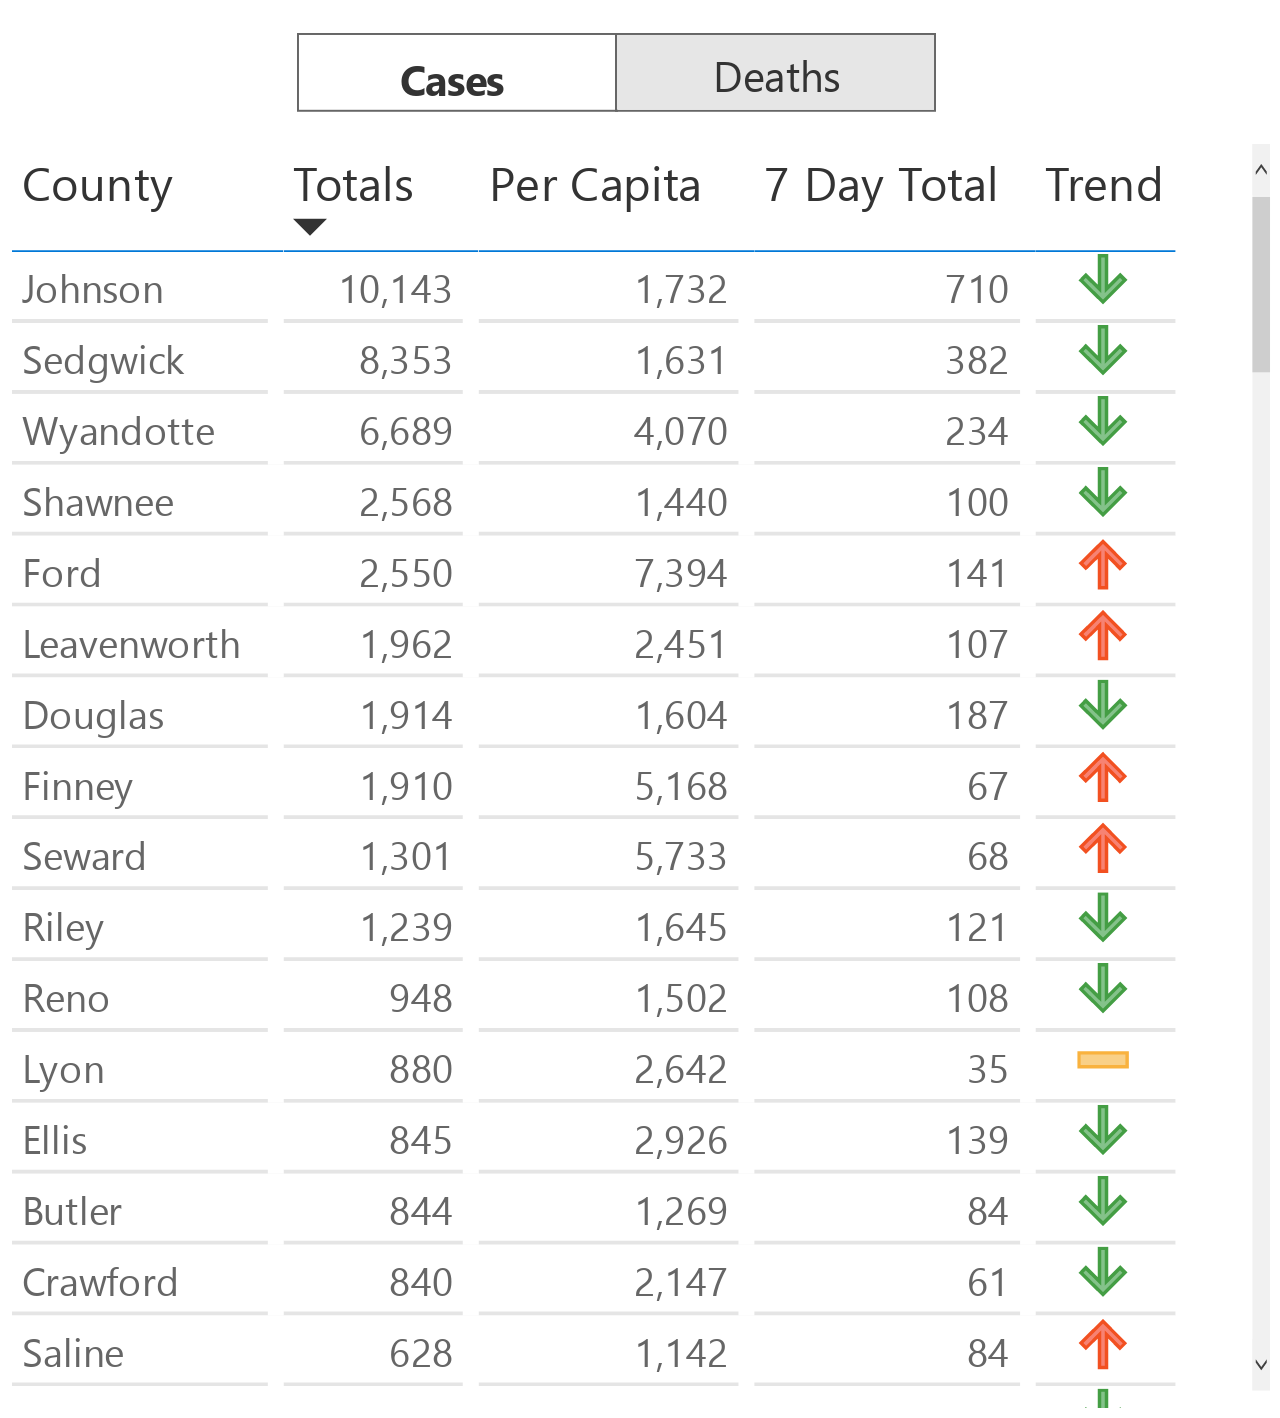 Cases Deaths
County Totals Per Capita 7 Day Total Trend
Johnson 10,143 1,732 710
Sedgwick 8,353 1,631 382
Wyandotte 6,689 4,070 234
Shawnee 2,568 1,440 100
Ford 2,550 7,394 141
Leavenworth 1,962 2,451 107
Douglas 1,914 1,604 187
Finney 1,910 5,168 67
Seward 1,301 5,733 68
Riley 1,239 1,645 121
Reno 948 1,502 108
Lyon 880 2,642 35
Ellis 845 2,926 139
Butler 844 1,269 84
Crawford 840 2,147 61
Saline 628 1,142 84